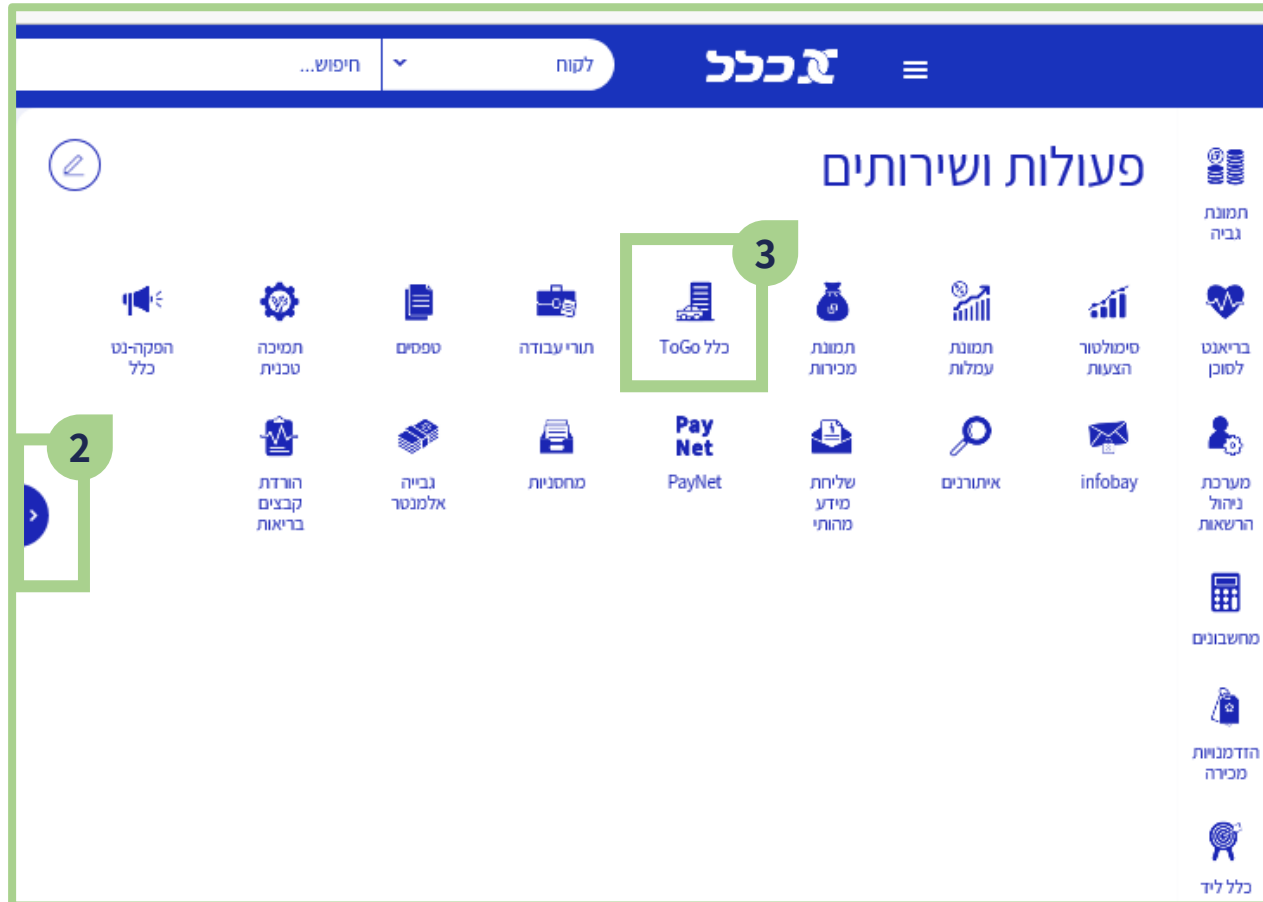 כלל
לקוח
חיפוש...
פעולות ושירותים
תמונת
גביה
3
בריאנט
לסוכן
סימולטור
הצעות
תמונת
עמלות
תמונת
מכירות
כלל ToGo
תורי עבודה
טפסים
תמיכה
טכנית
הפקה-נט
כלל
2
מערכת
ניהול
הרשאות
infobay
איתורנים
שליחת
מידע
מהותי
Pay
Net
PayNet
מחסניות
גבייה
אלמנטר
הורדת
קבצים
בריאות
מחשבונים
הזדמנויות
מכירה
כלל ליד